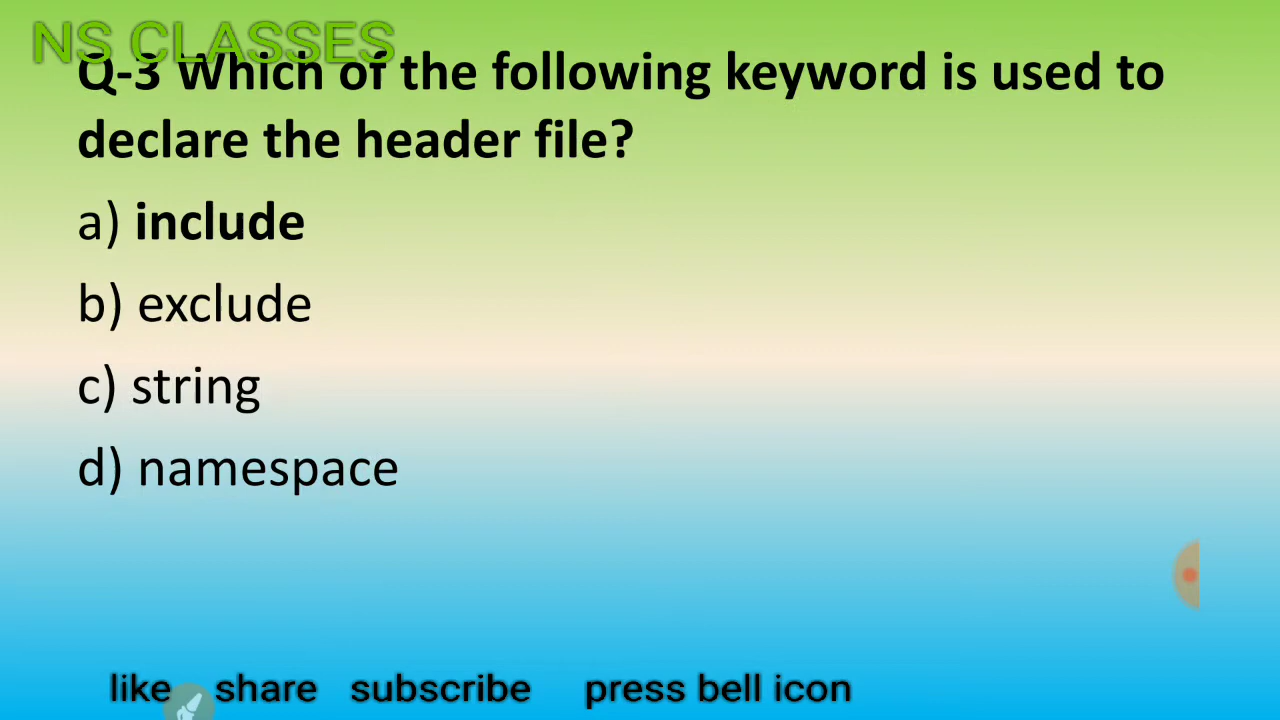 NS CLASSES
Q-3 Which of the following keyword is used to
declare the header file?
a) include
b) exclude
c) string
d) namespace
like share subscribe press bell icon